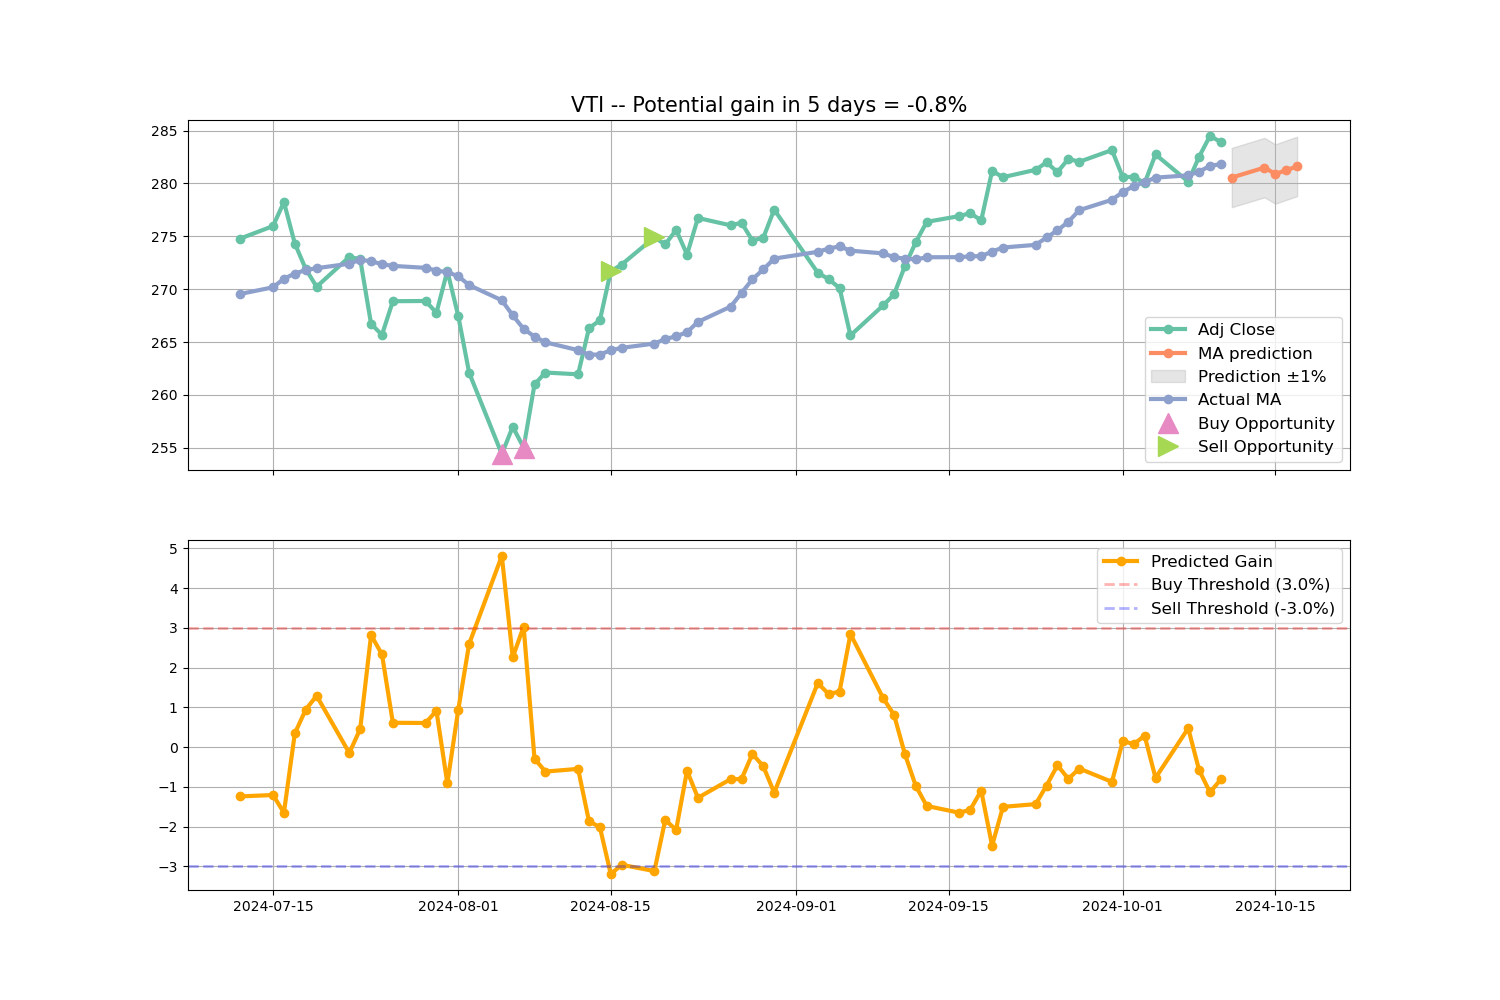 VTI -- Potential gain in 5 days = -0.8%
285
280
275
270
265
260
255
Adj Close
MA prediction
Prediction ±1%
Actual MA
Buy Opportunity
Sell Opportunity
5
4
3
2
1
0
−1
−2
−3
Predicted Gain
Buy Threshold (3.0%)
Sell Threshold (-3.0%)
2024-07-15 2024-08-01 2024-08-15 2024-09-01 2024-09-15 2024-10-01 2024-10-15